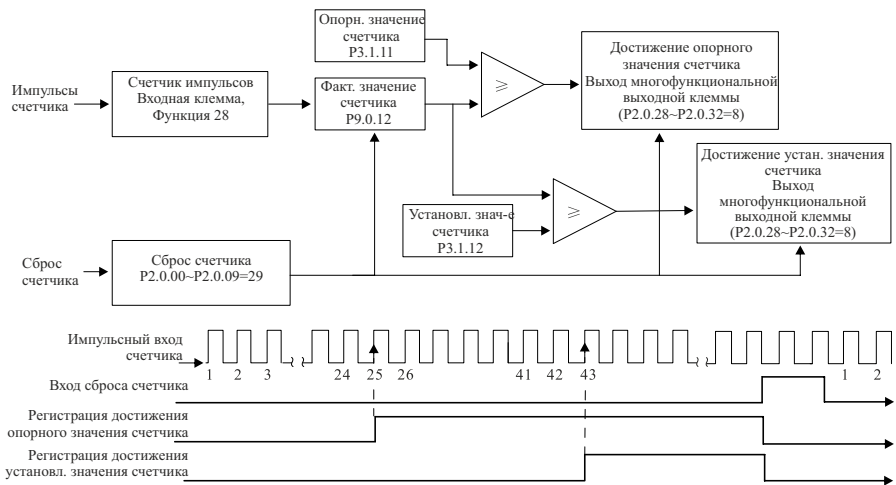 Опорн. значение
счетчика
P3.1.11
Достижение опорного
значения счетчика
Выход многофункциональной
выходной клеммы
(P2.0.28~P2.0.32=8)
Импульсы
счетчика
Счетчик импульсов
Входная клемма,
Функция 28
Факт. значение
счетчика
P9.0.12
≥
Достижение устан. значения
счетчика
Выход
многофункциональной
выходной клеммы
(P2.0.28~P2.0.32=8)
Установл. знач-е
счетчика
P3.1.12
≥
Сброс
счетчика
Сброс счетчика
P2.0.00~P2.0.09=29
Импульсный вход
счетчика
1 2 3 24 25 26 41 42 43 1 2
Вход сброса счетчика
Регистрация достижения
опорного значения счетчика
Регистрация достижения
установл. значения счетчика